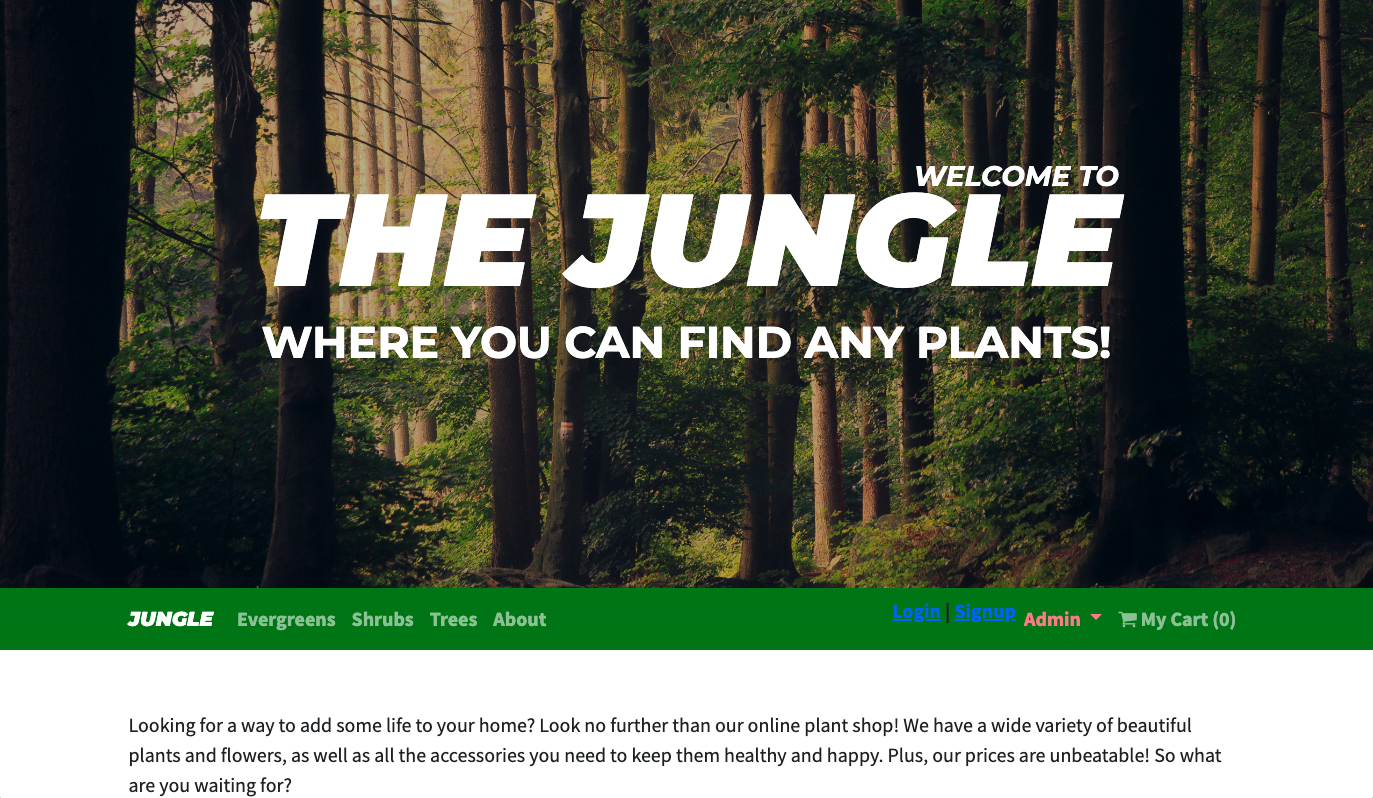 WELCOME TO
THE JUNGLE
WHERE YOU CAN FIND ANY PLANTS!
JUNGLE Evergreens Shrubs Trees About Login | Signup Admin My Cart (0)
Looking for a way to add some life to your home? Look no further than our online plant shop! We have a wide variety of beautiful
plants and flowers, as well as all the accessories you need to keep them healthy and happy. Plus, our prices are unbeatable! So what
are you waiting for?